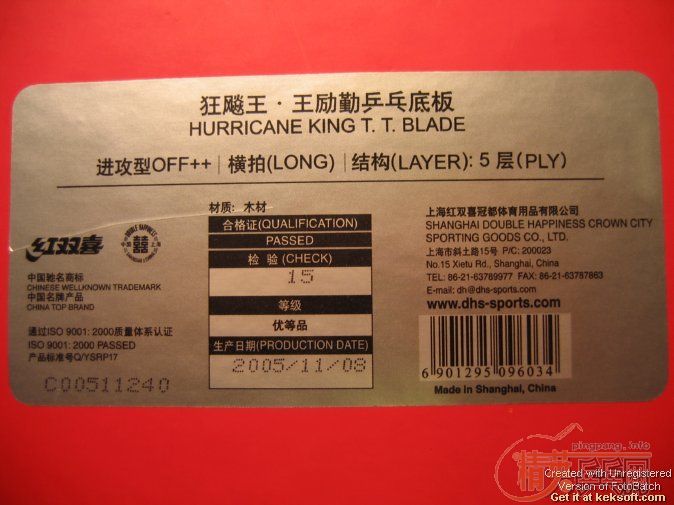 狂飚王·王励勤乒乓底板
HURRICANE KING T. T. BLADE
进攻型OFF++ | 横拍(LONG) | 结构(LAYER): 5 层(PLY)
红双喜
DOUBLE HAPPINESS
中国驰名商标
CHINESE WELLKNOWN TRADEMARK
中国名牌产品
CHINA TOP BRAND
通过ISO 9001: 2000质量体系认证
ISO 9001: 2000 PASSED
产品标准号Q/YSRP17
C00511240
材质: 木材
合格证(QUALIFICATION)
PASSED
检 验 (CHECK)
15
等级
优等品
生产日期(PRODUCTION DATE)
2005/11/08
上海红双喜冠都体育用品有限公司
SHANGHAI DOUBLE HAPPINESS CROWN CITY
SPORTING GOODS CO., LTD.
上海市斜土路15号 P/C: 200023
No.15 Xietu Rd., Shanghai, China
TEL: 86-21-63789977 FAX: 86-21-63787863
E-mail: dh@dhs-sports.com
www.dhs-sports.com
6 901295 096034
Made in Shanghai, China
pingpang.info
精英乒乓网
Created with Unregistered
Version of FotoBatch
Get it at keksoft.com